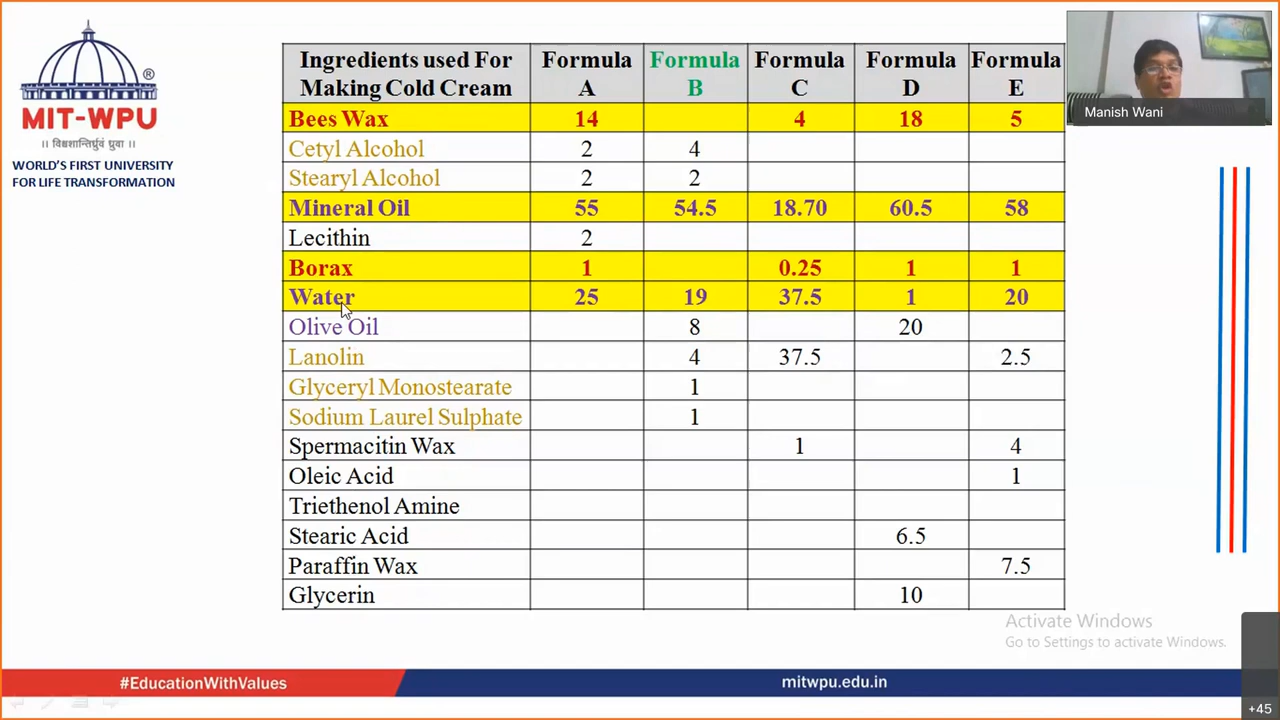 ®
MIT-WPU
॥ विश्वशान्तिर्ध्रुवं ध्रुवा ॥
WORLD'S FIRST UNIVERSITY
FOR LIFE TRANSFORMATION
Manish Wani
Ingredients used For Making Cold Cream Formula A Formula B Formula C Formula D Formula E
Bees Wax 14 4 18 5
Cetyl Alcohol 2 4
Stearyl Alcohol 2 2
Mineral Oil 55 54.5 18.70 60.5 58
Lecithin 2
Borax 1 0.25 1 1
Water 25 19 37.5 1 20
Olive Oil 8 20
Lanolin 4 37.5 2.5
Glyceryl Monostearate 1
Sodium Laurel Sulphate 1
Spermacitin Wax 1 4
Oleic Acid 1
Triethenol Amine
Stearic Acid 6.5
Paraffin Wax 7.5
Glycerin 10
Activate Windows
Go to Settings to activate Windows.
#EducationWithValues
mitwpu.edu.in
+45